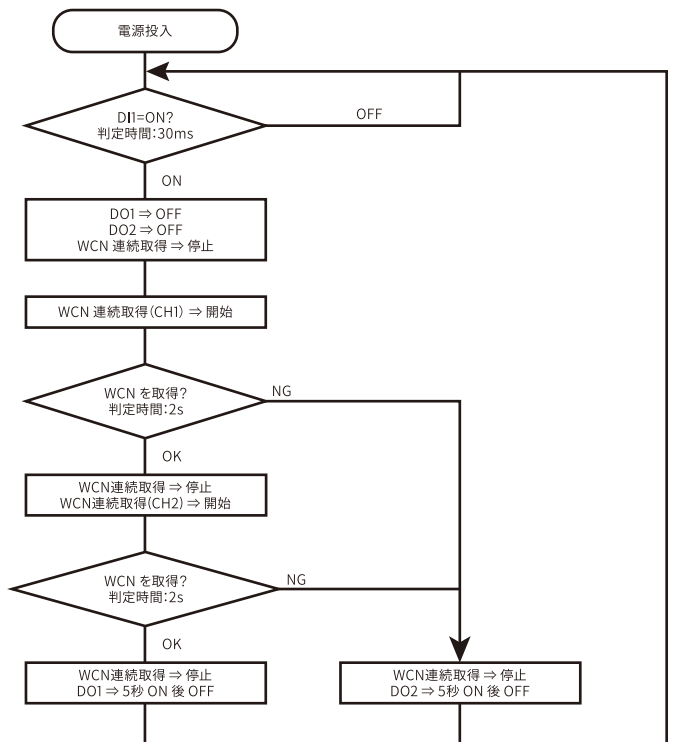 電源投入
DI1=ON?
判定時間:30ms
OFF
ON
DO1 ⇒ OFF
DO2 ⇒ OFF
WCN 連続取得 ⇒ 停止
WCN 連続取得(CH1) ⇒ 開始
WCN を取得?
判定時間:2s
NG
OK
WCN連続取得 ⇒ 停止
WCN連続取得(CH2) ⇒ 開始
WCN を取得?
判定時間:2s
NG
OK
WCN連続取得 ⇒ 停止
DO1 ⇒ 5秒 ON 後 OFF
WCN連続取得 ⇒ 停止
DO2 ⇒ 5秒 ON 後 OFF